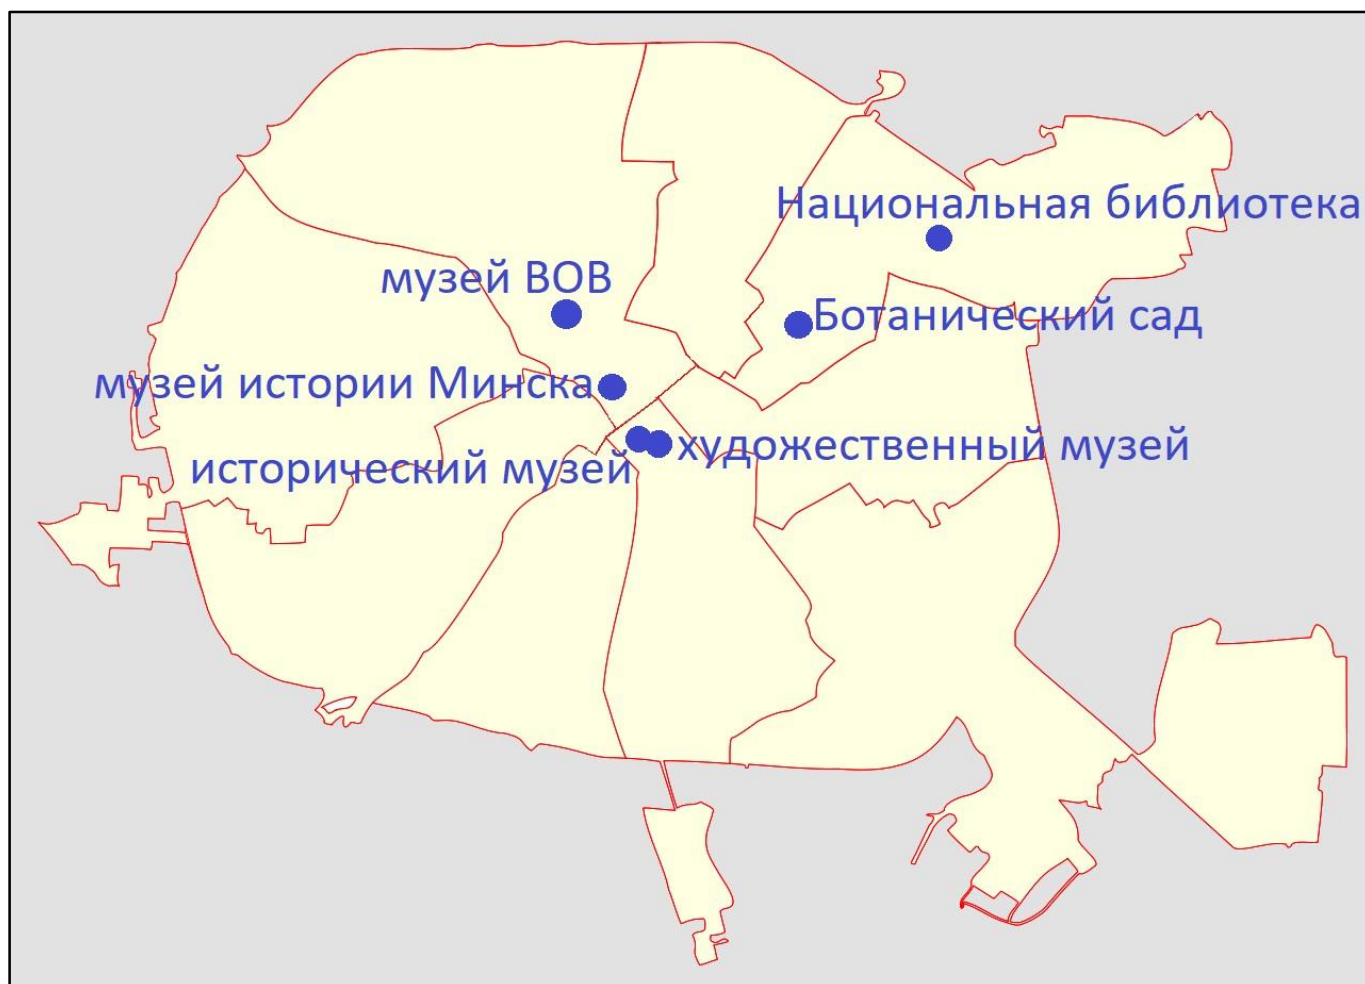 Национальная библиотека
музей ВОВ
Ботанический сад
музей истории Минска
художественный музей
исторический музей